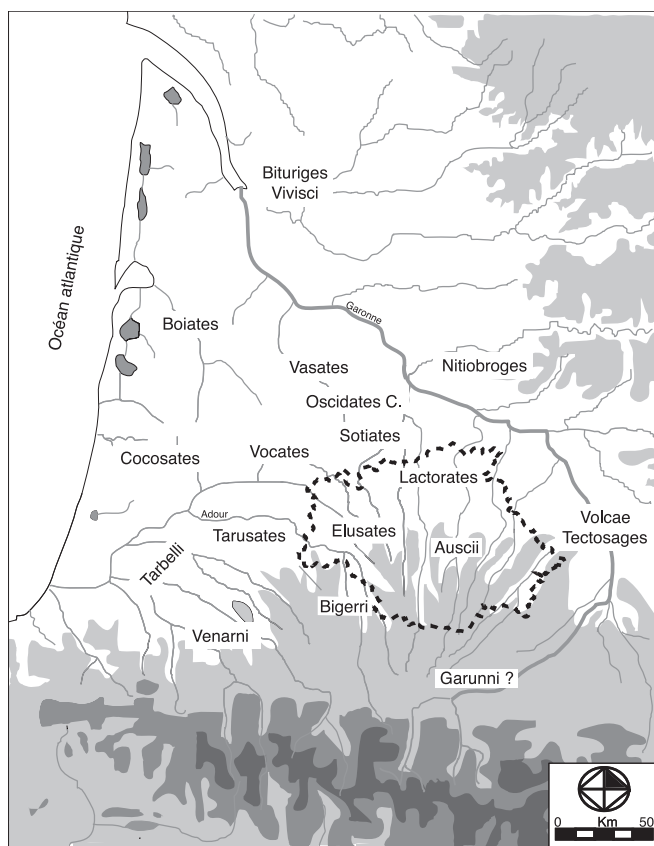 Bituriges
Vivisci
Océan atlantique
Garonne
Boiates
Vasates
Nitiobroges
Oscidates C.
Sotiates
Vocates
Cocosates
Lactorates
Adour
Elusates
Tarusates
Volcae
Tectosages
Auscii
Tarbelli
Bigerri
Venarni
Garunni ?
0 Km 50